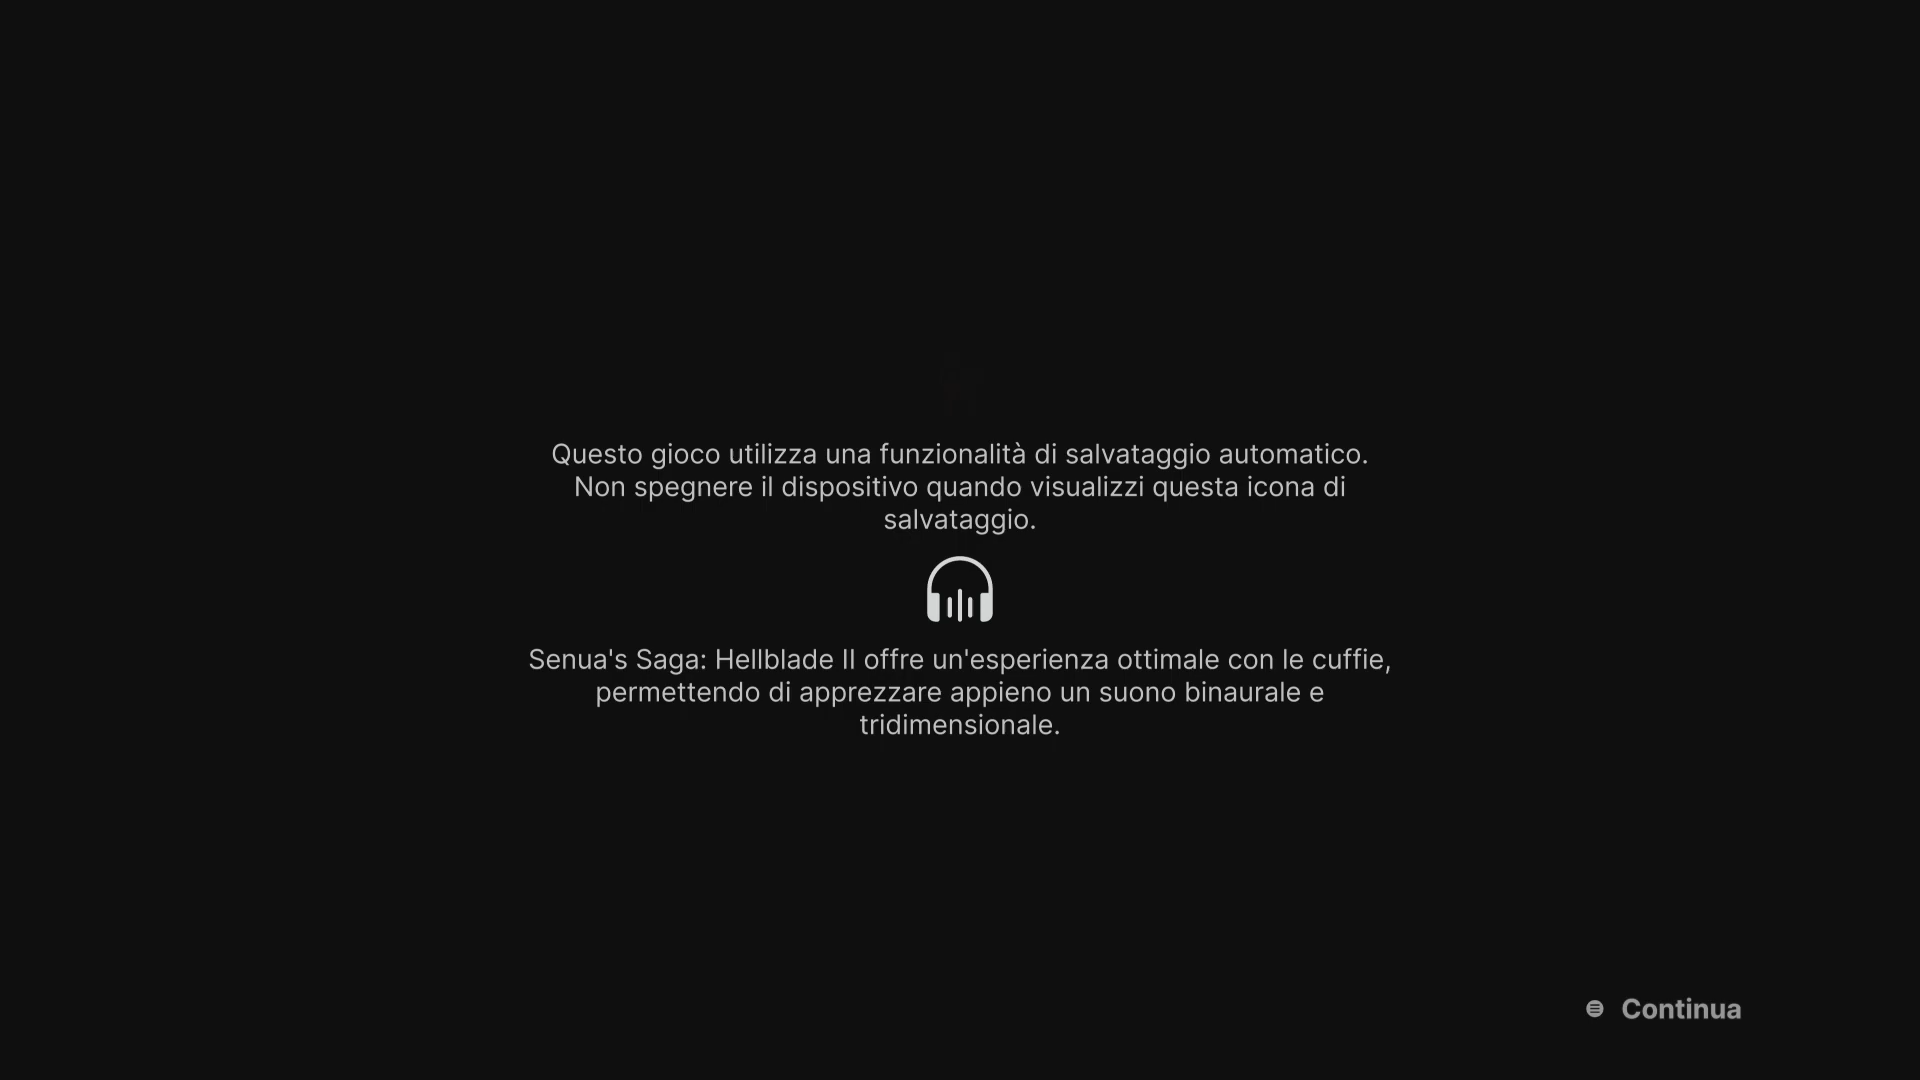 Questo gioco utilizza una funzionalità di salvataggio automatico.
Non spegnere il dispositivo quando visualizzi questa icona di
salvataggio.
Senua's Saga: Hellblade II offre un'esperienza ottimale con le cuffie,
permettendo di apprezzare appieno un suono binaurale e
tridimensionale.
Continua